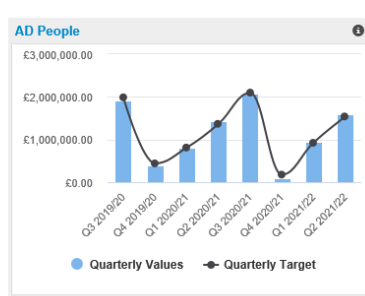 AD People
£3,000,000.00
£2,000,000.00
£1,000,000.00
£0.00
Q3 2019/20
Q4 2019/20
Q1 2020/21
Q2 2020/21
Q3 2020/21
Q4 2020/21
Q1 2021/22
Q2 2021/22
Quarterly Values
Quarterly Target